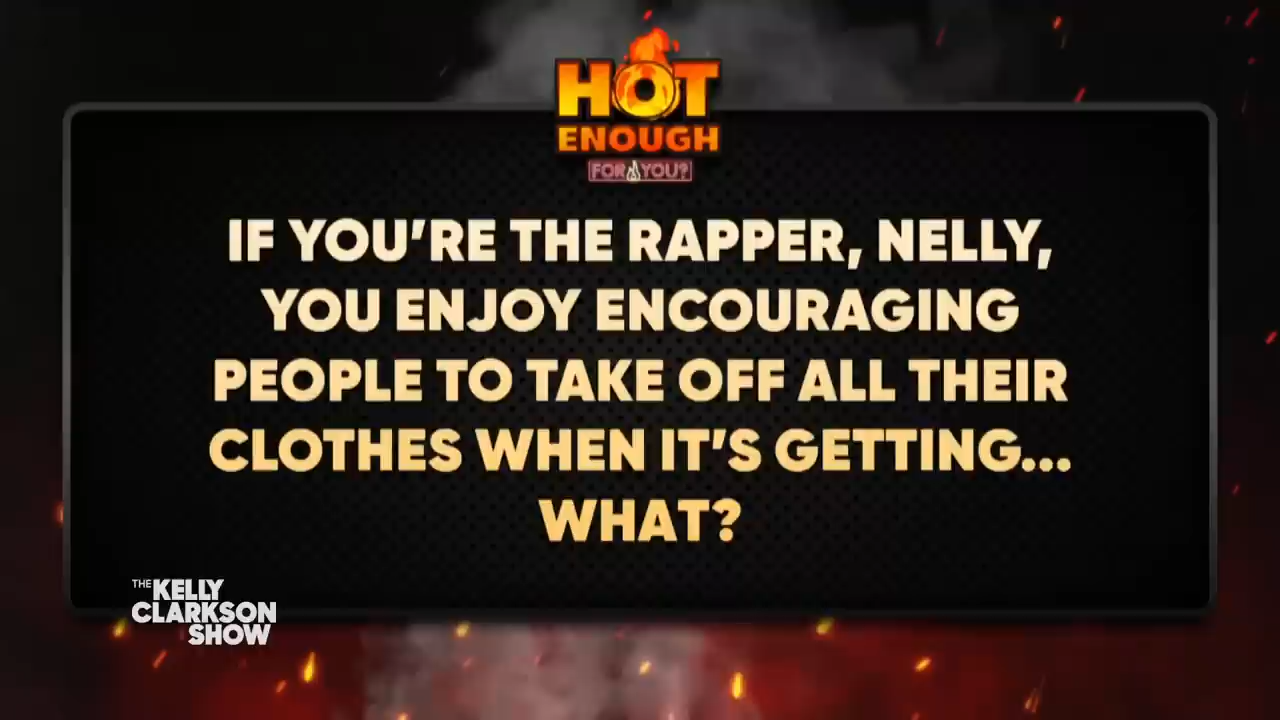 HOT
ENOUGH
FOR YOU?
IF YOU'RE THE RAPPER, NELLY,
YOU ENJOY ENCOURAGING
PEOPLE TO TAKE OFF ALL THEIR
CLOTHES WHEN IT'S GETTING...
WHAT?
THE KELLY
CLARKSON
SHOW